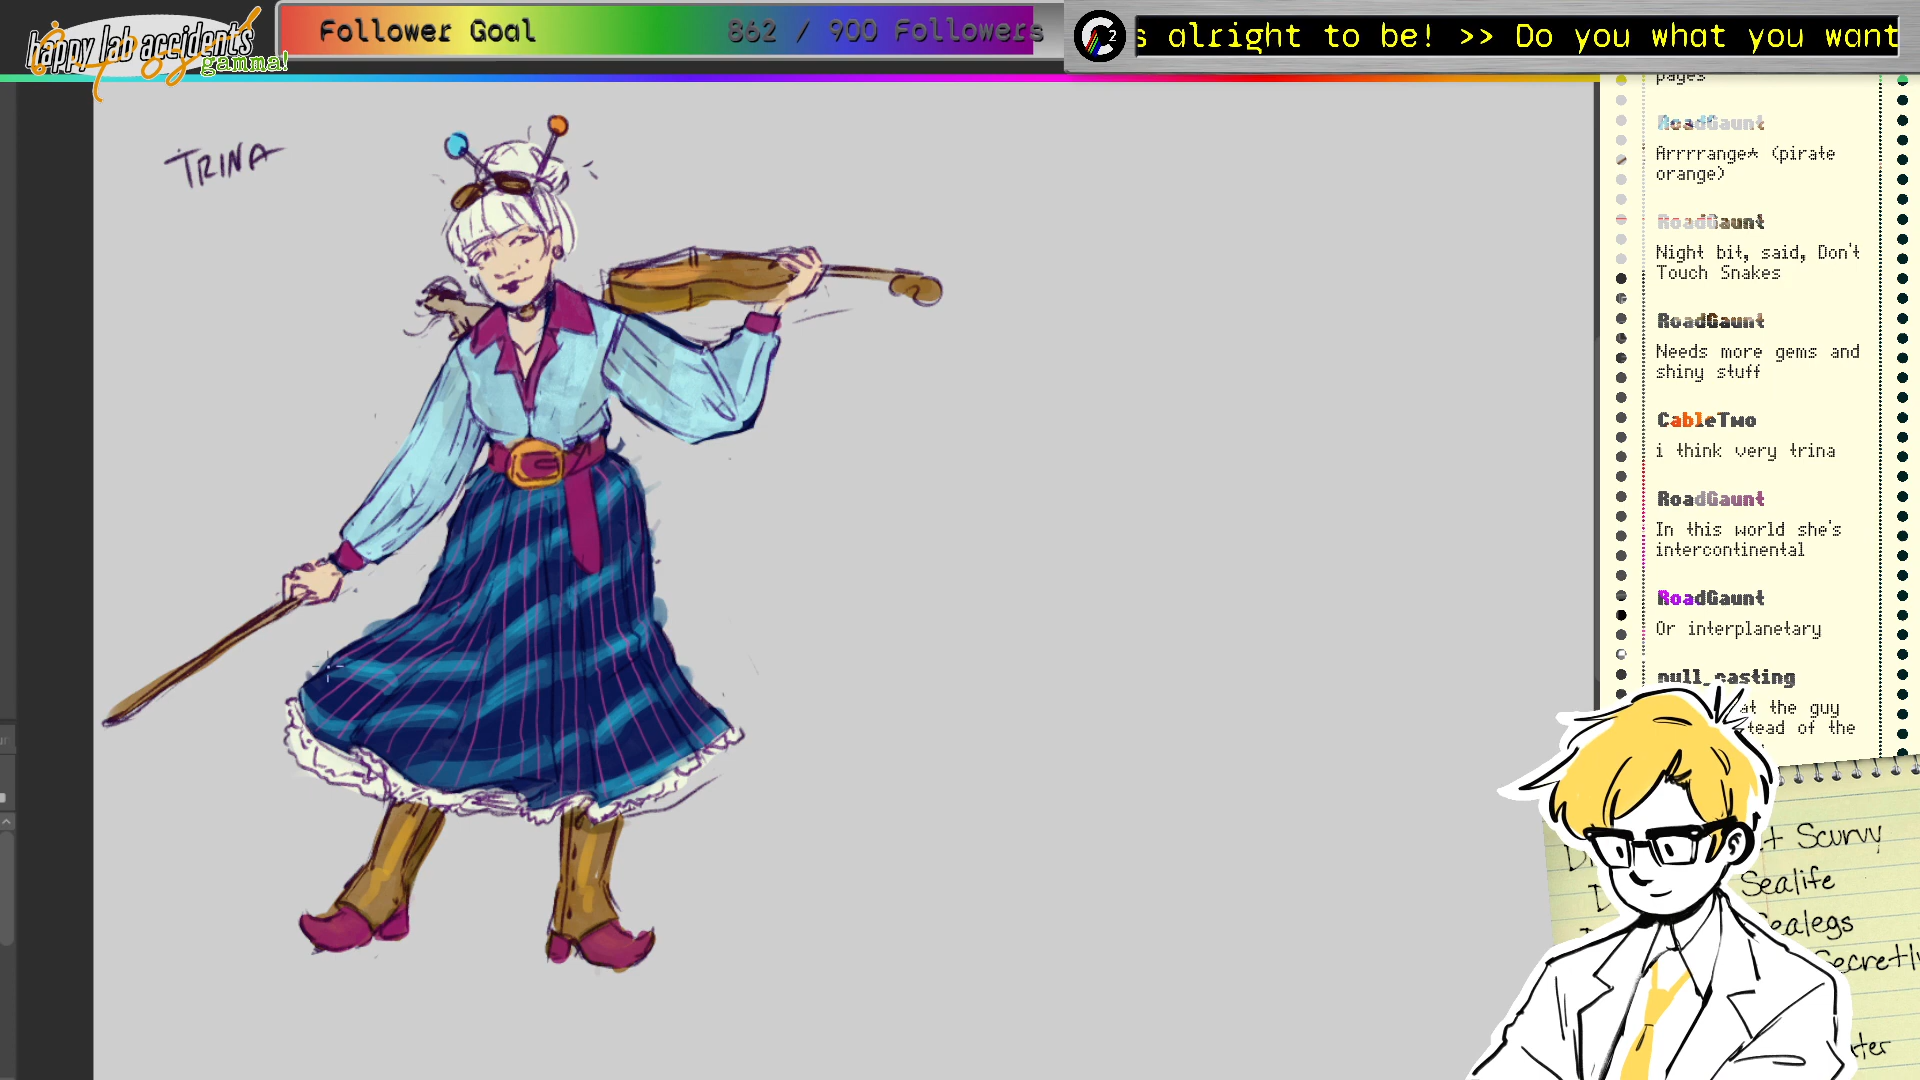 happy lab accidents
gamma!
Follower Goal
862 / 900 Followers
s alright to be! >> Do you what you want
TRINA
pages
RoadGaunt
Arrrrange* (pirate
orange)
RoadGaunt
Night bit, said, Don't
Touch Snakes
RoadGaunt
Needs more gems and
shiny stuff
CableTwo
i think very trina
RoadGaunt
In this world she's
intercontinental
RoadGaunt
Or interplanetary
null_casting
at the guy
tead of the
Scurvy
Sealife
ealegs
ecretly